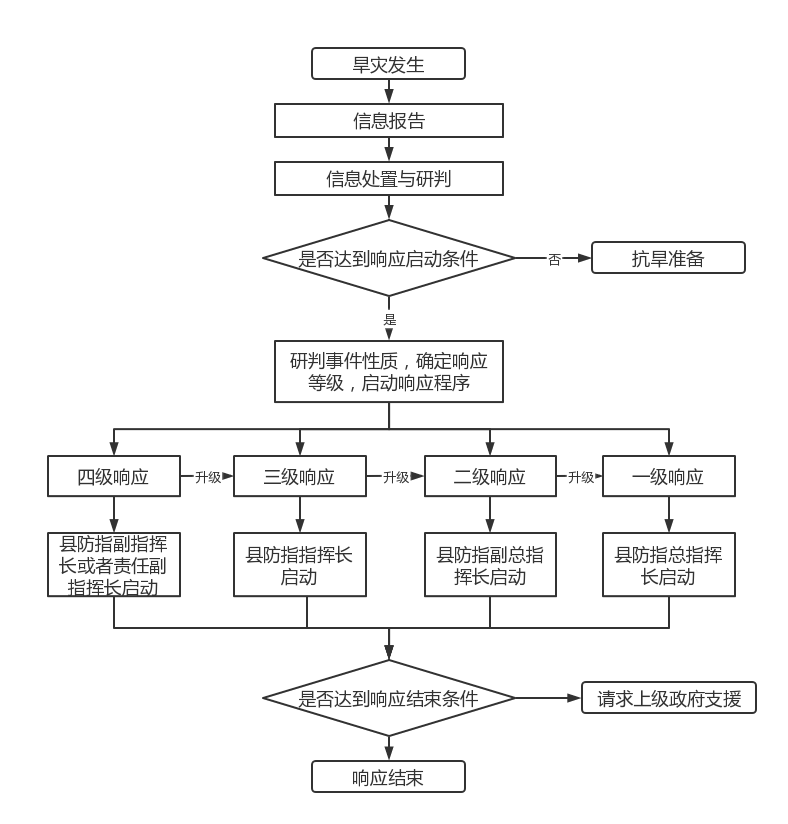 旱灾发生
信息报告
信息处置与研判
是否达到响应启动条件
否
抗旱准备
是
研判事件性质，确定响应
等级，启动响应程序
四级响应
升级
三级响应
升级
二级响应
升级
一级响应
县防指副指挥
长或者责任副
指挥长启动
县防指指挥长
启动
县防指副总指
挥长启动
县防指总指挥
长启动
是否达到响应结束条件
请求上级政府支援
响应结束